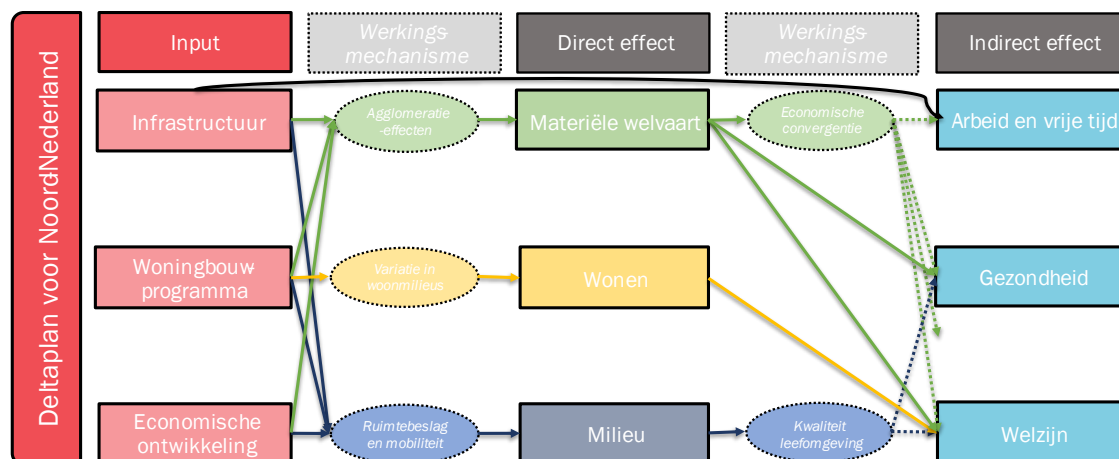 Deltaplan voor NoordNederland
Input
Werkings-
mechanisme
Direct effect
Werkings-
mechanisme
Indirect effect
Infrastructuur
Agglomeratie
-effecten
Materiële welvaart
Economische
convergentie
Arbeid en vrije tijd
Woningbouw-
programma
Variatie in
woonmilieus
Wonen
Gezondheid
Economische
ontwikkeling
Ruimtebeslag
en mobiliteit
Milieu
Kwaliteit
leefomgeving
Welzijn